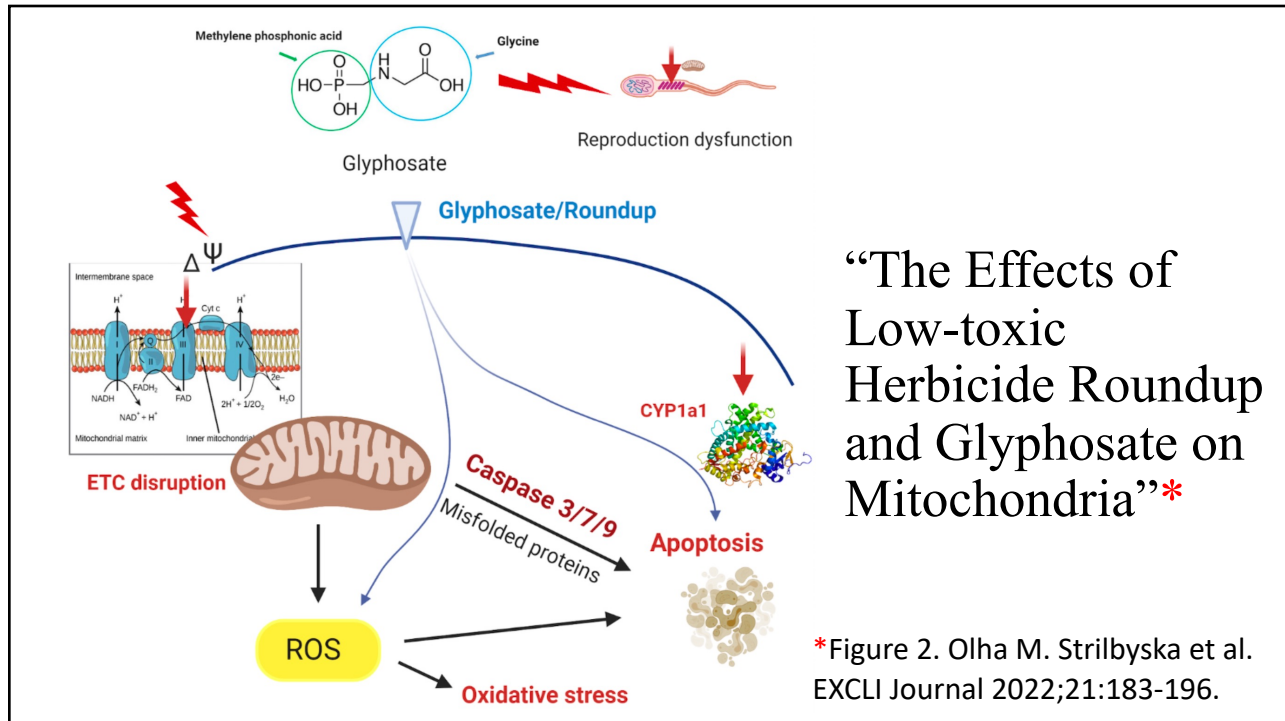 Methylene phosphonic acid
Glycine
O
HO
P
OH
H
N
O
OH
Glyphosate
Reproduction dysfunction
Glyphosate/Roundup
Δ Ψ
Intermembrane space
H⁺
H
Cyt c
H⁺
I
Q
II
III
IV
NADH
NAD⁺ + H⁺
FADH₂
FAD
2H⁺ + 1/2O₂
2e–
H₂O
Mitochondrial matrix
Inner mitochondrial
ETC disruption
CYP1a1
Caspase 3/7/9
Misfolded proteins
Apoptosis
ROS
Oxidative stress
“The Effects of
Low-toxic
Herbicide Roundup
and Glyphosate on
Mitochondria”*
*Figure 2. Olha M. Strilbyska et al.
EXCLI Journal 2022;21:183-196.